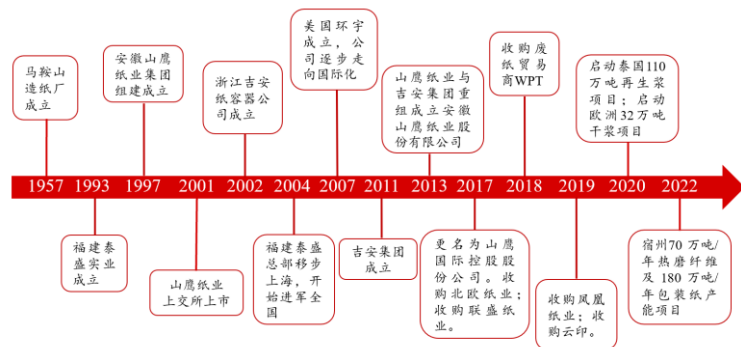 马鞍山
造纸厂
成立
安徽山鹰
纸业集团
组建成立
浙江吉安
纸容器公
司成立
美国环宇
成立，公
司逐步走
向国际化
山鹰纸业与
吉安集团重
组成立安徽
山鹰纸业股
份有限公司
收购废
纸贸易
商WPT
启动泰国110
万吨再生浆
项目；启动
欧洲32万吨
干浆项目
1957 1993 1997 2001 2002 2004 2007 2011 2013 2017 2018 2019 2020 2022
福建泰
盛实业
成立
山鹰纸业
上交所上市
福建泰盛
总部移步
上海，开
始进军全
国
吉安集团
成立
更名为山鹰
国际控股股
份公司。收
购北欧纸业；
收购联盛纸
业。
收购凤凰
纸业；收
购云印。
宿州70 万吨/
年热磨纤维
及 180 万吨/
年包装纸产
能项目